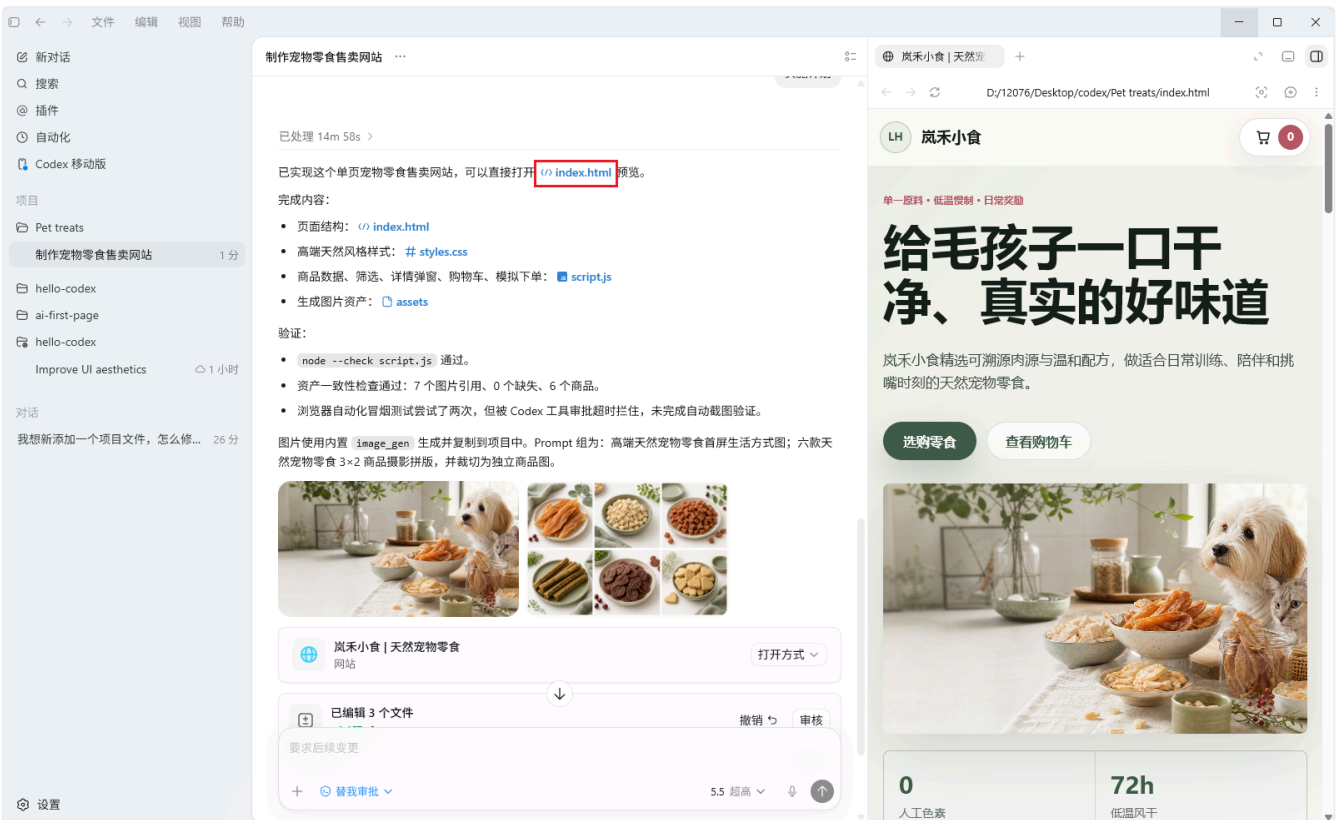 文件 编辑 视图 帮助
新对话
搜索
插件
自动化
Codex 移动版
项目
Pet treats
制作宠物零食售卖网站 1 分
hello-codex
ai-first-page
hello-codex
Improve UI aesthetics 1 小时
对话
我想新添加一个项目文件，怎么修... 26 分
设置
制作宠物零食售卖网站 ...
已处理 14m 58s
已实现这个单页宠物零食售卖网站，可以直接打开 index.html 预览。
完成内容：
页面结构： index.html
高端天然风格样式： styles.css
商品数据、筛选、详情弹窗、购物车、模拟下单： script.js
生成图片资产： assets
验证：
node --check script.js 通过。
资产一致性检查通过：7 个图片引用、0 个缺失、6 个商品。
浏览器自动化冒烟测试尝试了两次，但被 Codex 工具审批超时拦住，未完成自动截图验证。
图片使用内置 image_gen 生成并复制到项目中。Prompt 组为：高端天然宠物零食首屏生活方式图；六款天
然宠物零食 3×2 商品摄影拼版，并裁切为独立商品图。
岚禾小食 | 天然宠物零食
网站
打开方式
已编辑 3 个文件
撤销 审核
要求后续变更
替我审批
5.5 超高
岚禾小食 | 天然宠
D:/12076/Desktop/codex/Pet treats/index.html
LH 岚禾小食 0
单一原料・低温慢制・日常奖励
给毛孩子一口干
净、真实的好味道
岚禾小食精选可溯源肉源与温和配方，做适合日常训练、陪伴和挑
嘴时刻的天然宠物零食。
选购零食 查看购物车
0 72h
人工色素 低温风干